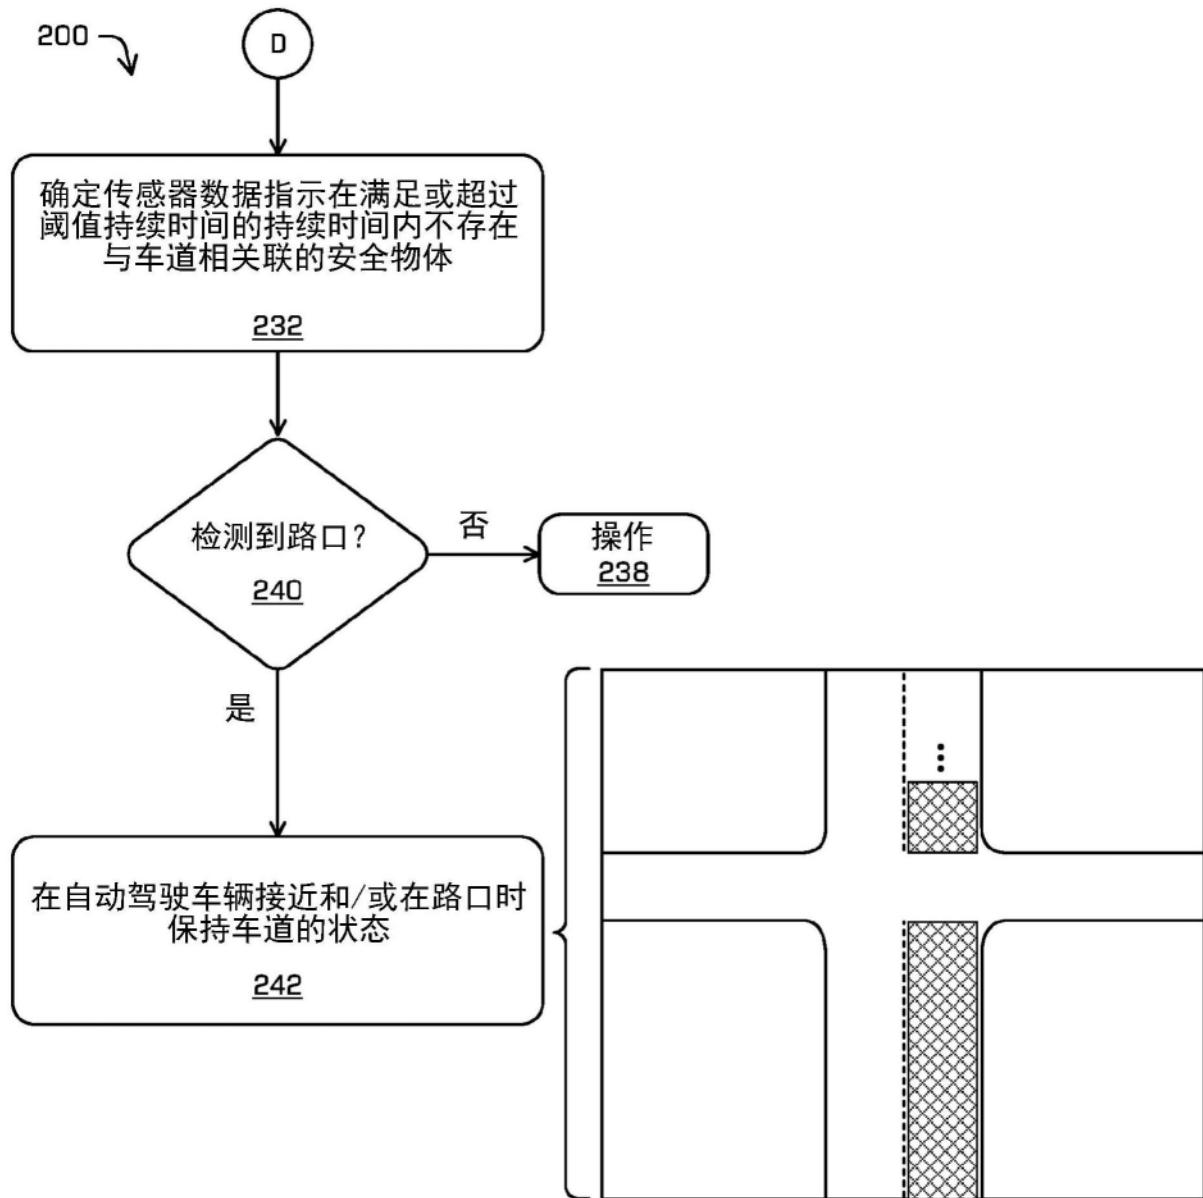 200
D
确定传感器数据指示在满足或超过
阈值持续时间的持续时间内不存在
与车道相关联的安全物体
232
检测到路口?
240
否
操作
238
是
在自动驾驶车辆接近和/或在路口时
保持车道的状态
242